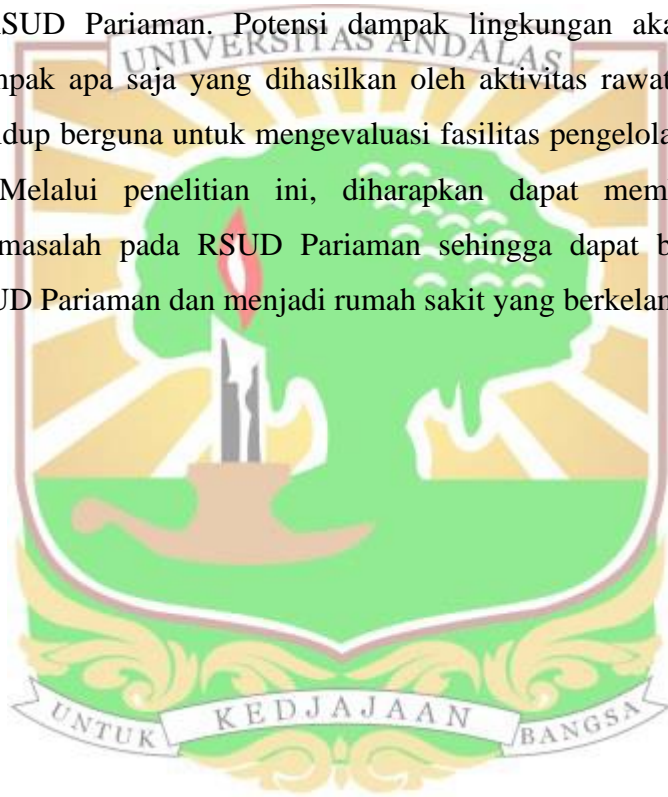 RSUD Pariaman. Potensi dampak lingkungan aka
UNIVERSITAS ANDALAS
mpak apa saja yang dihasilkan oleh aktivitas rawat
dup berguna untuk mengevaluasi fasilitas pengelola
Melalui penelitian ini, diharapkan dapat mem
masalah pada RSUD Pariaman sehingga dapat b
UD Pariaman dan menjadi rumah sakit yang berkelan
UNTUK KEDJAJAAN BANGSA